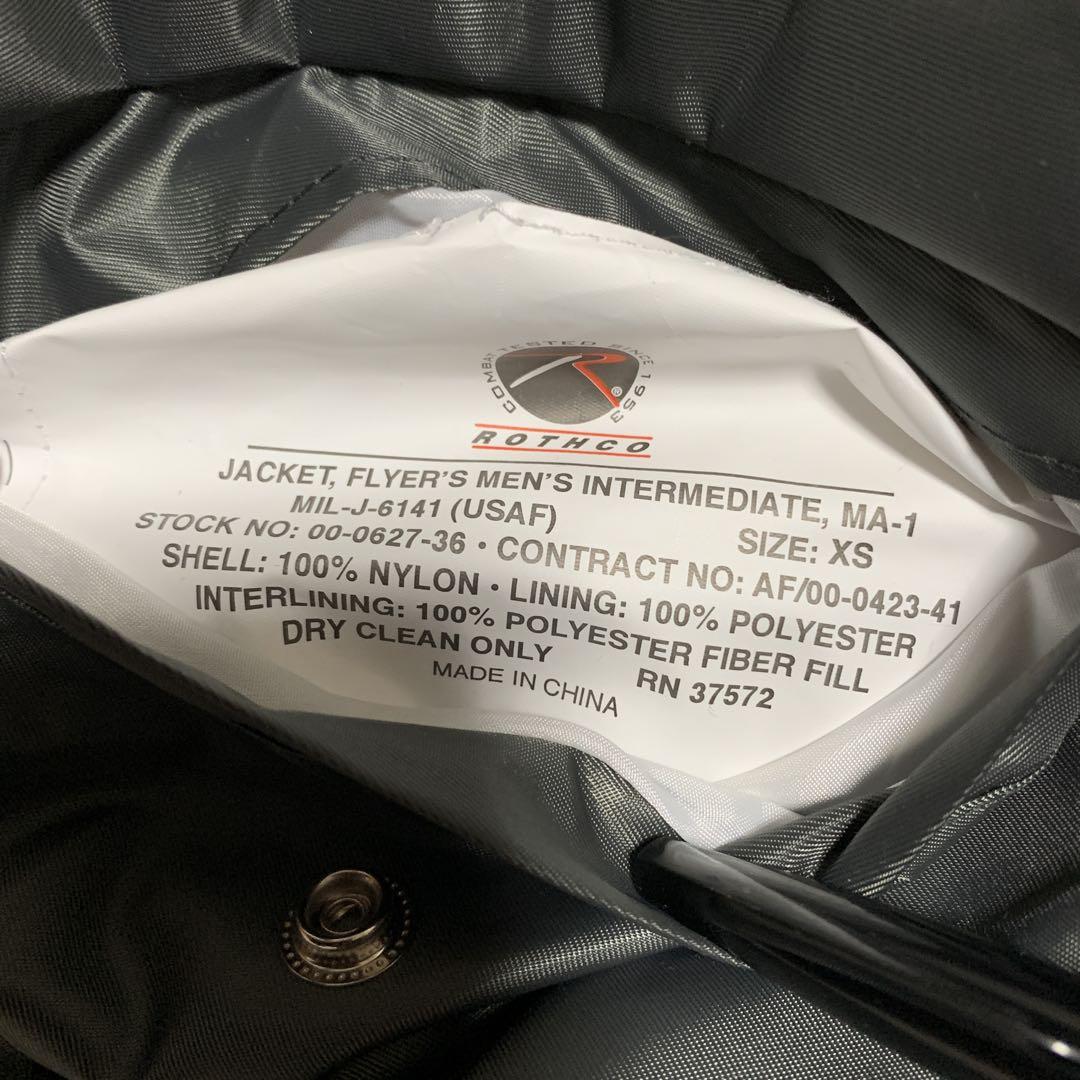 COMBAT TESTED SINCE 1953
R®
ROTHCO
JACKET, FLYER'S MEN'S INTERMEDIATE, MA-1
MIL-J-6141 (USAF) SIZE: XS
STOCK NO: 00-0627-36 • CONTRACT NO: AF/00-0423-41
SHELL: 100% NYLON • LINING: 100% POLYESTER
INTERLINING: 100% POLYESTER FIBER FILL
DRY CLEAN ONLY RN 37572
MADE IN CHINA